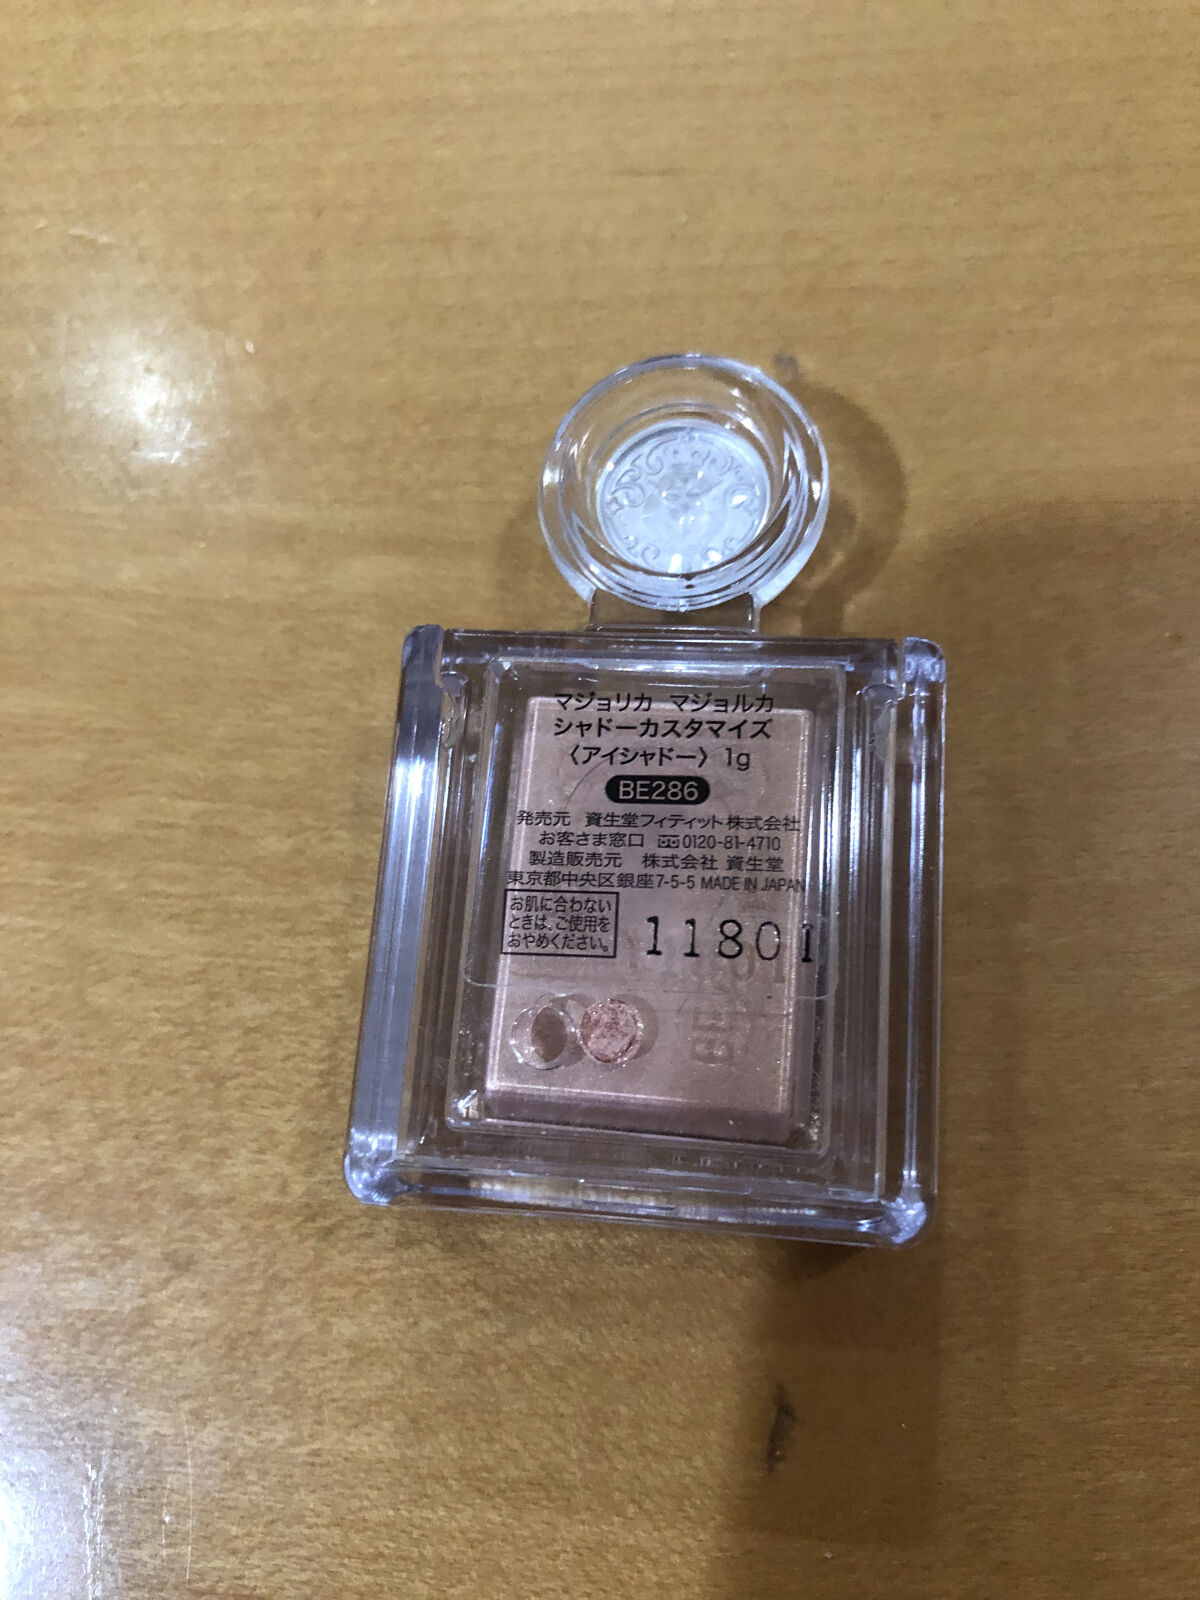 マジョリカ マジョルカ
シャドーカスタマイズ
〈アイシャドー〉 1g
BE286
発売元 資生堂フィティット株式会社
お客さま窓口 0120-81-4710
製造販売元 株式会社 資生堂
東京都中央区銀座7-5-5 MADE IN JAPAN
お肌に合わない
ときは、ご使用を
おやめください。
11801